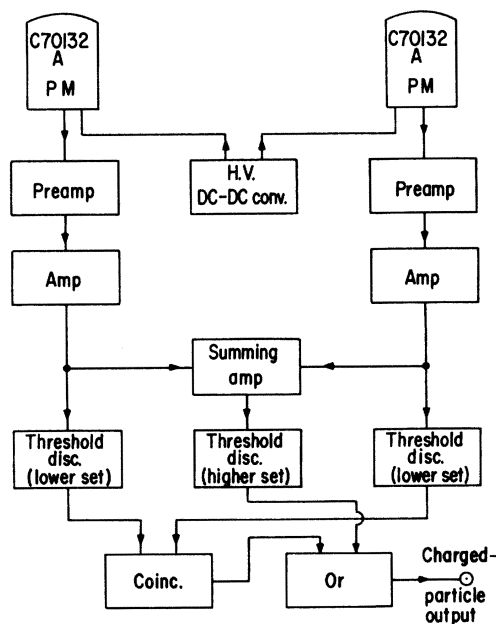 C70132
A
PM
C70132
A
PM
H.V.
DC-DC conv.
Preamp
Preamp
Amp
Amp
Summing
amp
Threshold
disc.
(lower set)
Threshold
disc.
(higher set)
Threshold
disc.
(lower set)
Coinc.
Or
Charged-
particle
output